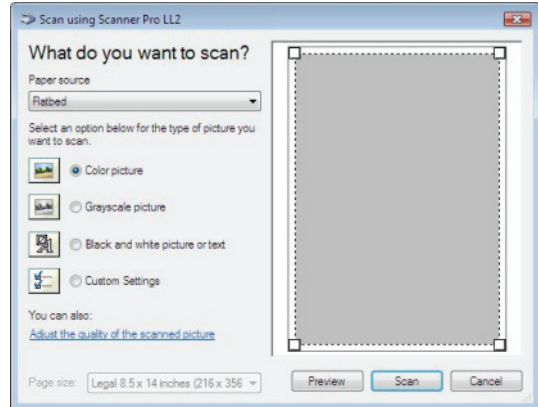 Scan using Scanner Pro LL2
What do you want to scan?
Paper source
Flatbed
Select an option below for the type of picture you
want to scan.
Color picture
Grayscale picture
Black and white picture or text
Custom Settings
You can also:
Adjust the quality of the scanned picture
Page size: Legal 8.5 x 14 inches (216 x 356
Preview Scan Cancel